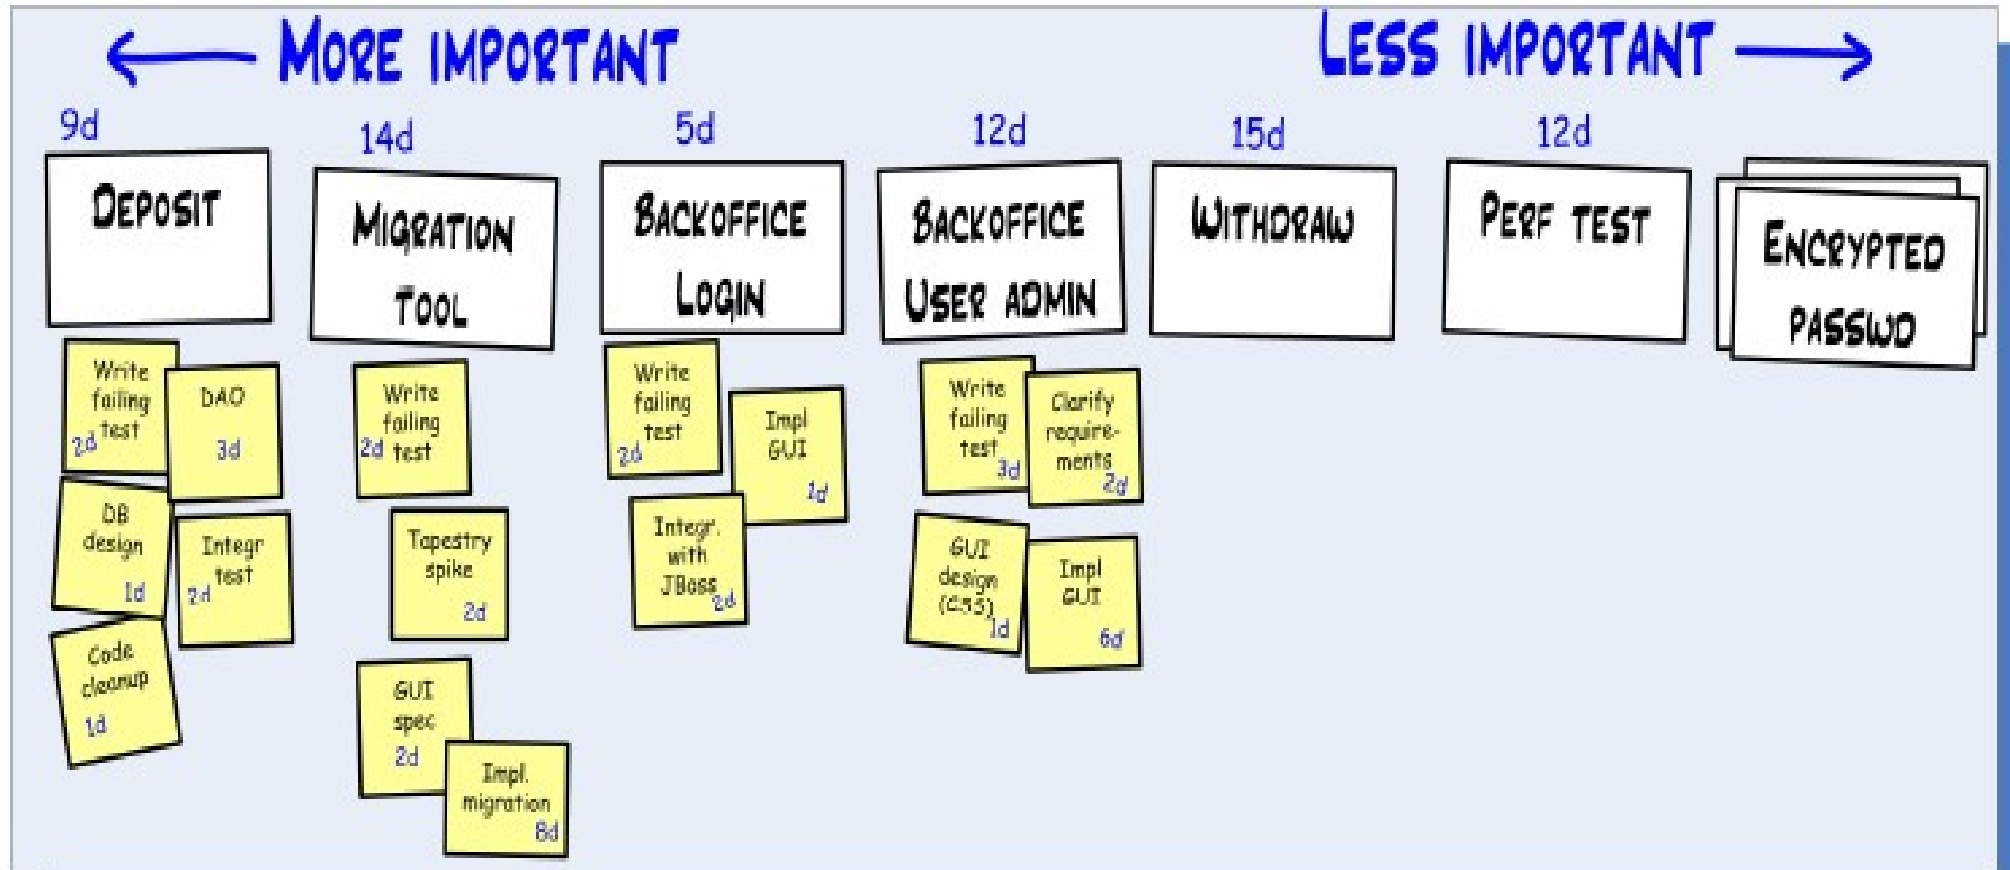 MORE IMPORTANT
LESS IMPORTANT
9d
14d
5d
12d
15d
12d
DEPOSIT
MIGRATION
TOOL
BACKOFFICE
LOGIN
BACKOFFICE
USER ADMIN
WITHDRAW
PERF TEST
ENCRYPTED
PASSWD
Write
failing
test
2d
DAO
3d
DB
design
1d
Integr
test
2d
Code
cleanup
1d
Write
failing
test
2d
Tapestry
spike
2d
GUI
spec
2d
Impl.
migration
8d
Write
failing
test
2d
Impl
GUI
1d
Integr.
with
JBoss
2d
Write
failing
test
3d
Clarify
require-
ments
2d
GUI
design
(CSS)
1d
Impl
GUI
6d